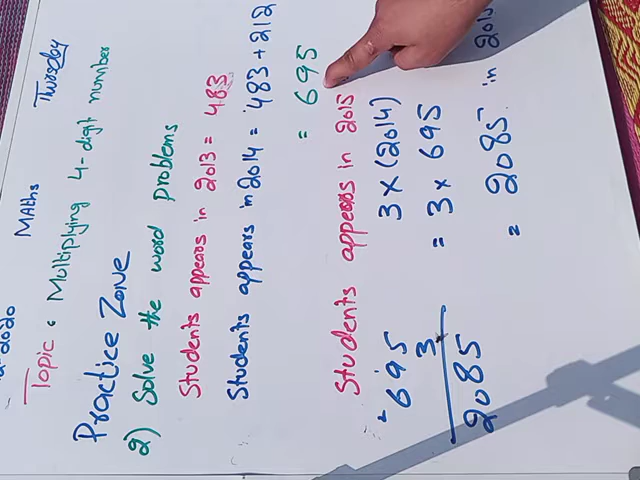 MAths
Twosday
Topic: Multiplying 4-digit number
Practice Zone
2) Solve the word problems
Students appears in 2013 = 483
Students appears in 2014 = 483 + 212
= 695
Students appears in 2015
3 × (2014)
= 3 × 695
= 2085 in 2015
2
695
3
2085